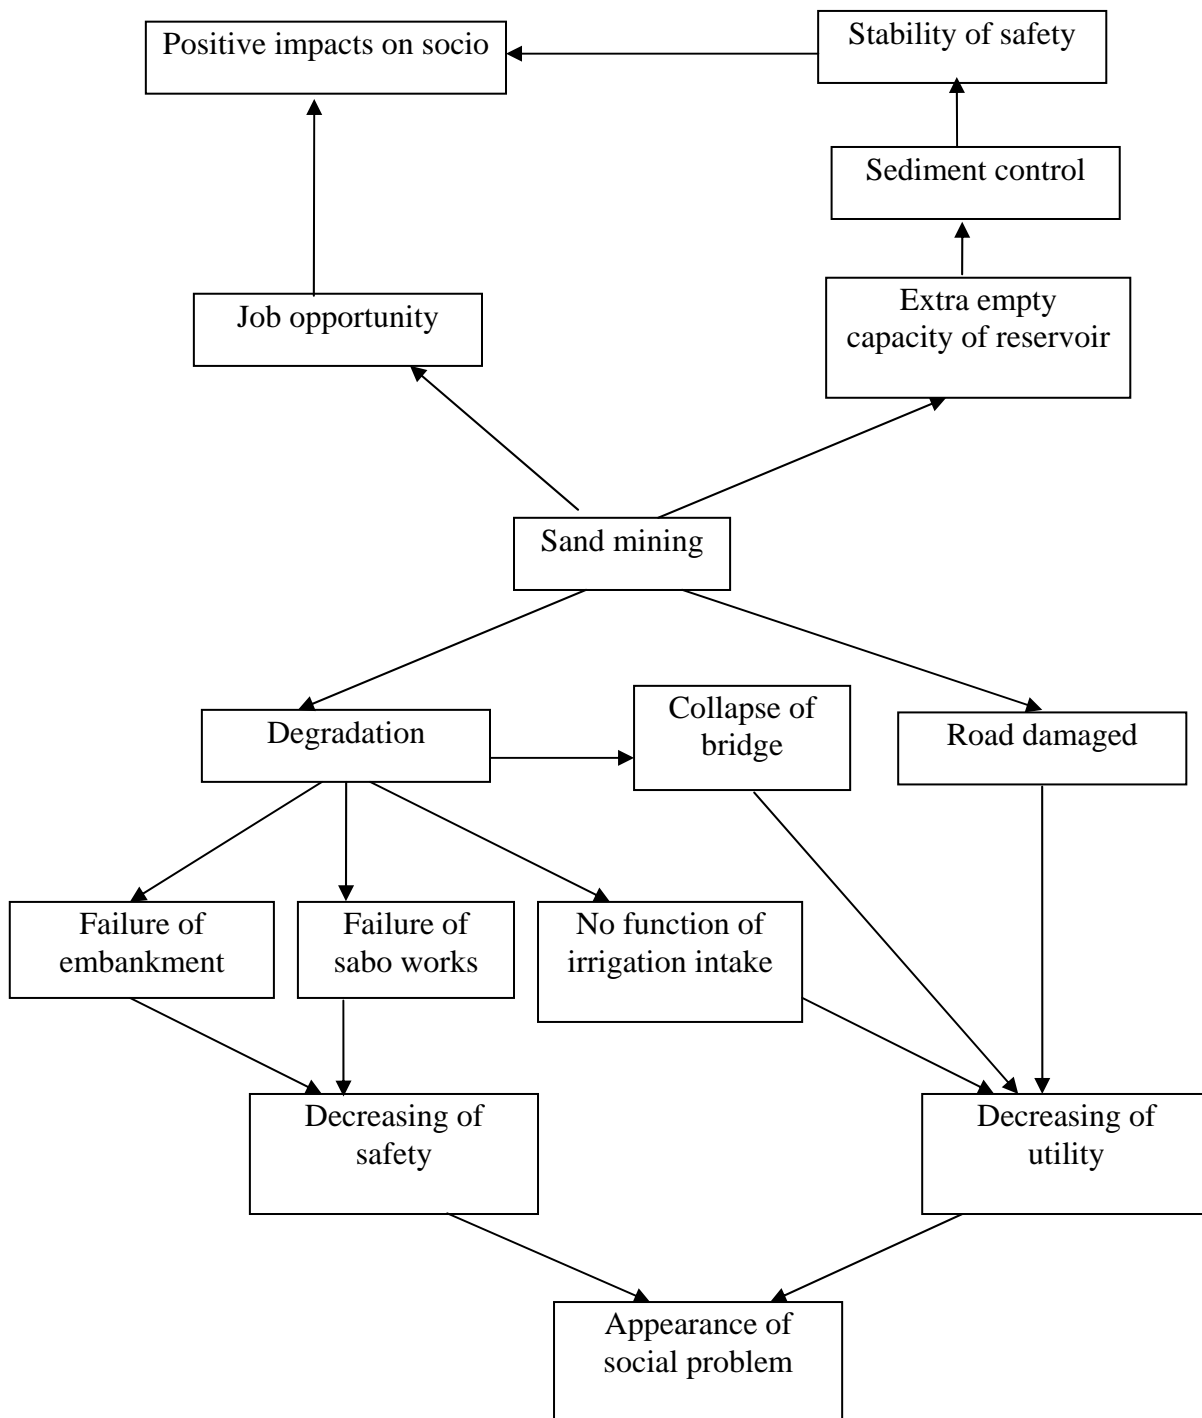 Positive impacts on socio
Stability of safety
Sediment control
Job opportunity
Extra empty
capacity of reservoir
Sand mining
Degradation
Collapse of
bridge
Road damaged
Failure of
embankment
Failure of
sabo works
No function of
irrigation intake
Decreasing of
safety
Decreasing of
utility
Appearance of
social problem